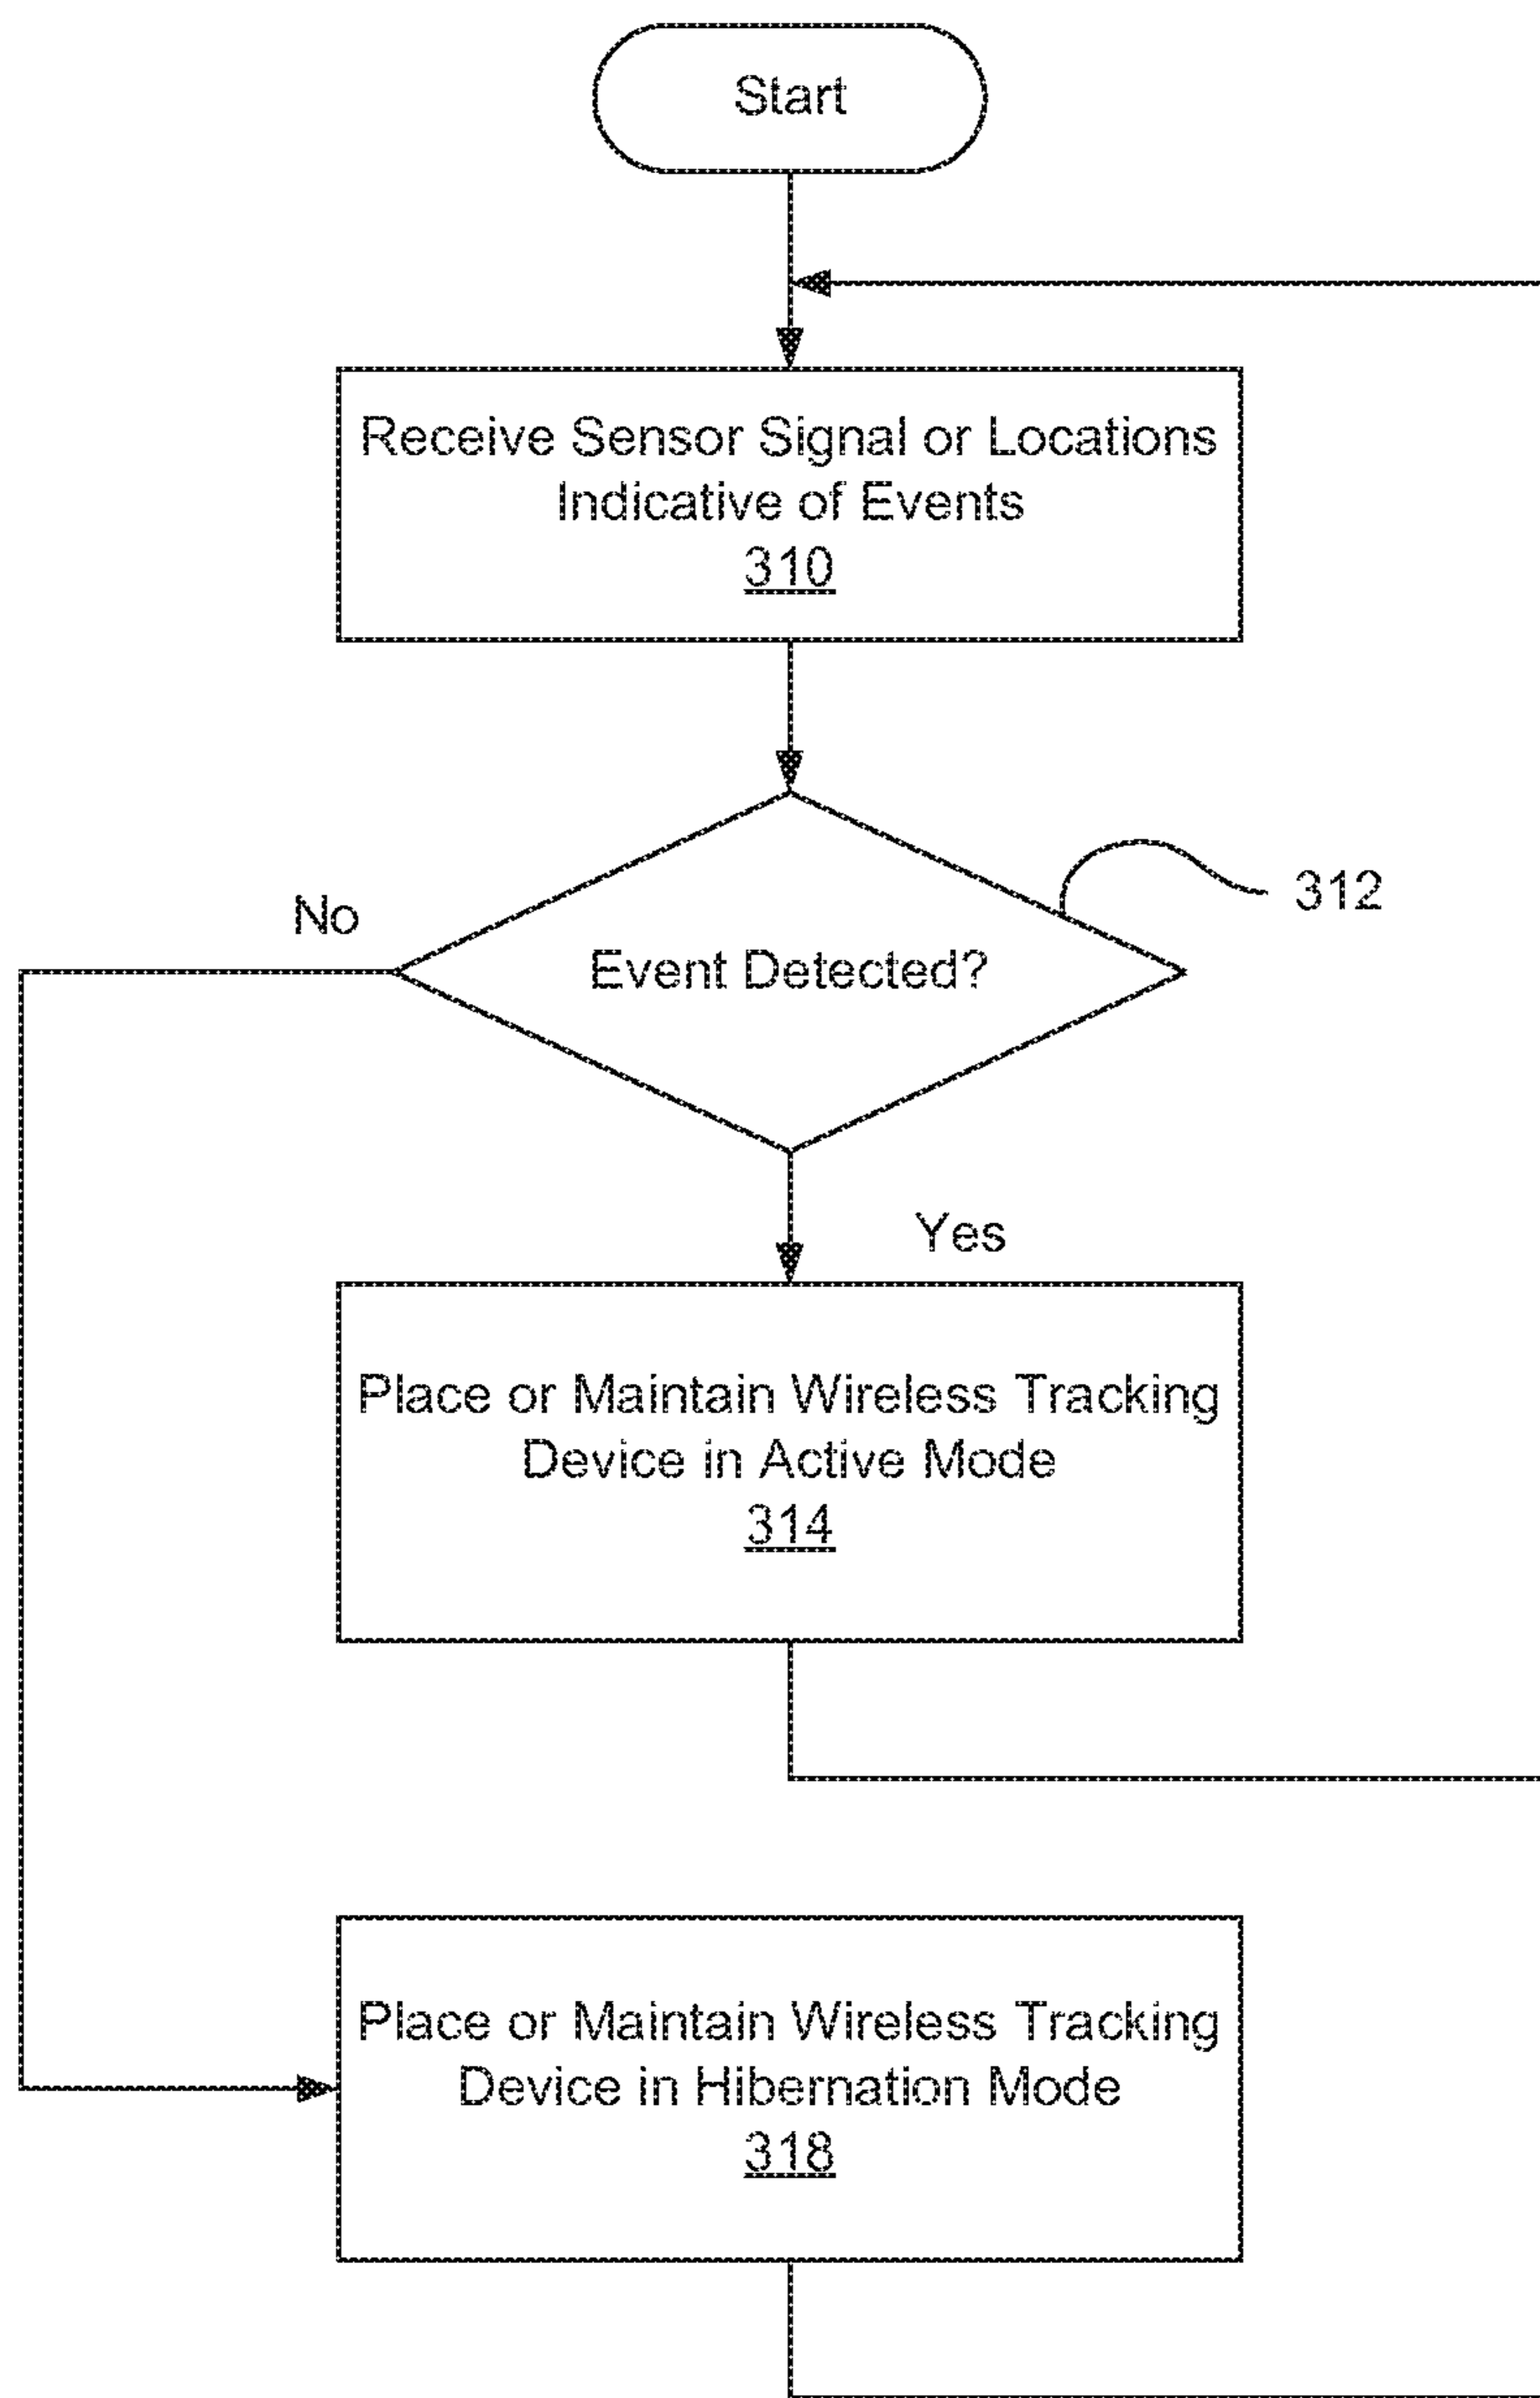 Start
Receive Sensor Signal or Locations
Indicative of Events
310
312
No
Event Detected?
Yes
Place or Maintain Wireless Tracking
Device in Active Mode
314
Place or Maintain Wireless Tracking
Device in Hibernation Mode
318